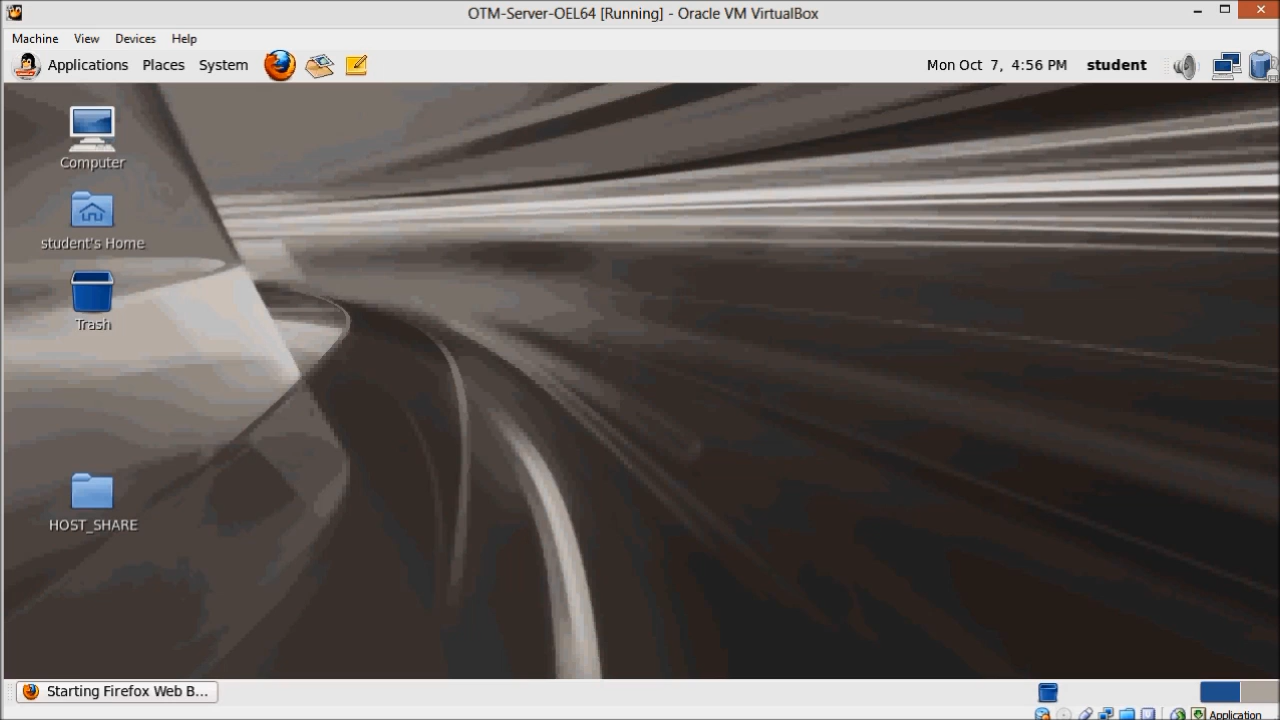 OTM-Server-OEL64 [Running] - Oracle VM VirtualBox
Machine View Devices Help
Applications Places System Mon Oct 7, 4:56 PM student
Computer
student's Home
Trash
HOST_SHARE
Starting Firefox Web B...
Application